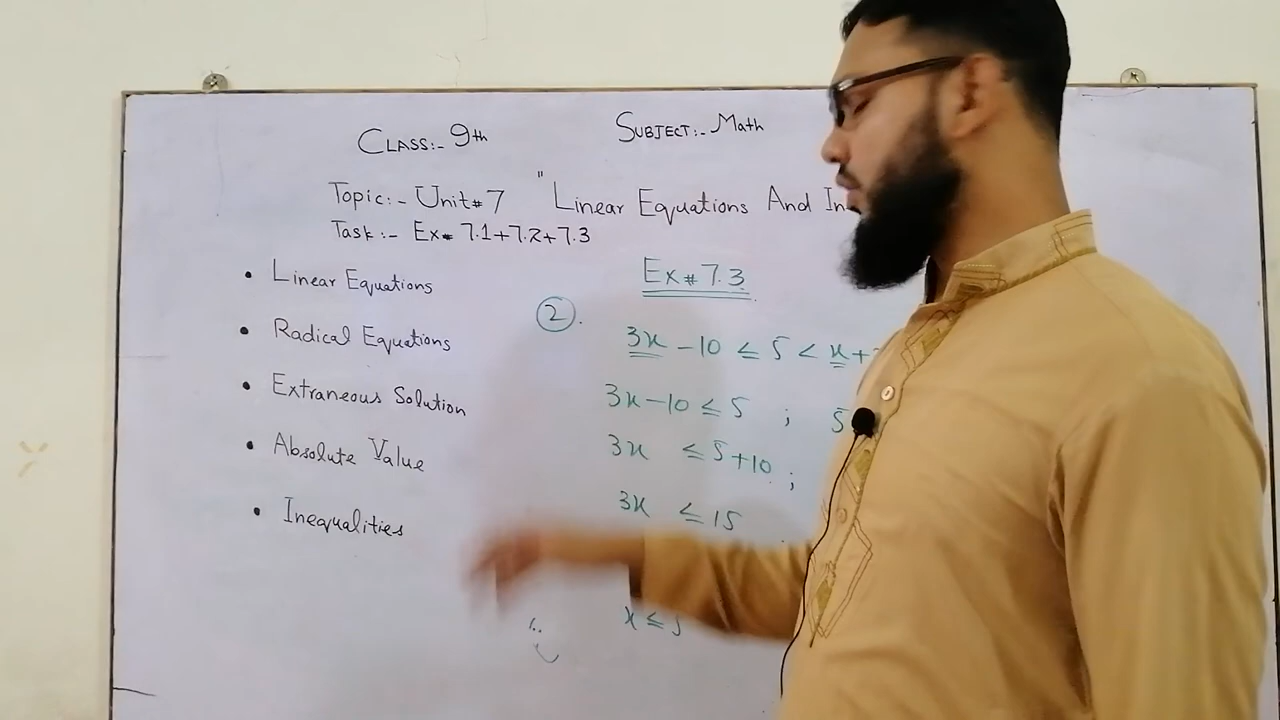 CLASS:- 9th
SUBJECT:- Math
Topic:- Unit# 7 "Linear Equations And In
Task:- Ex# 7.1+7.2+7.3
• Linear Equations
• Radical Equations
• Extraneous Solution
• Absolute Value
• Inequalities
Ex# 7.3
2.
3x - 10 ≤ 5 < x +
3x - 10 ≤ 5 ; 5
3x ≤ 5 + 10 ;
3x ≤ 15
x ≤ 5